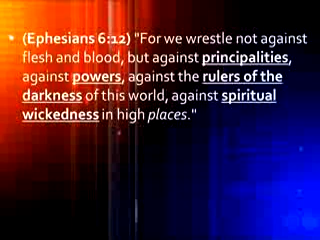 • (Ephesians 6:12) "For we wrestle not against
flesh and blood, but against principalities,
against powers, against the rulers of the
darkness of this world, against spiritual
wickedness in high places."